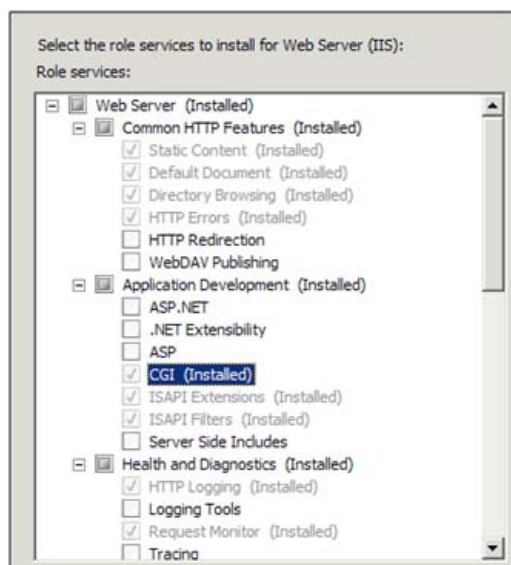 Select the role services to install for Web Server (IIS):
Role services:
Web Server (Installed)
Common HTTP Features (Installed)
Static Content (Installed)
Default Document (Installed)
Directory Browsing (Installed)
HTTP Errors (Installed)
HTTP Redirection
WebDAV Publishing
Application Development (Installed)
ASP.NET
.NET Extensibility
ASP
CGI (Installed)
ISAPI Extensions (Installed)
ISAPI Filters (Installed)
Server Side Includes
Health and Diagnostics (Installed)
HTTP Logging (Installed)
Logging Tools
Request Monitor (Installed)
Tracing